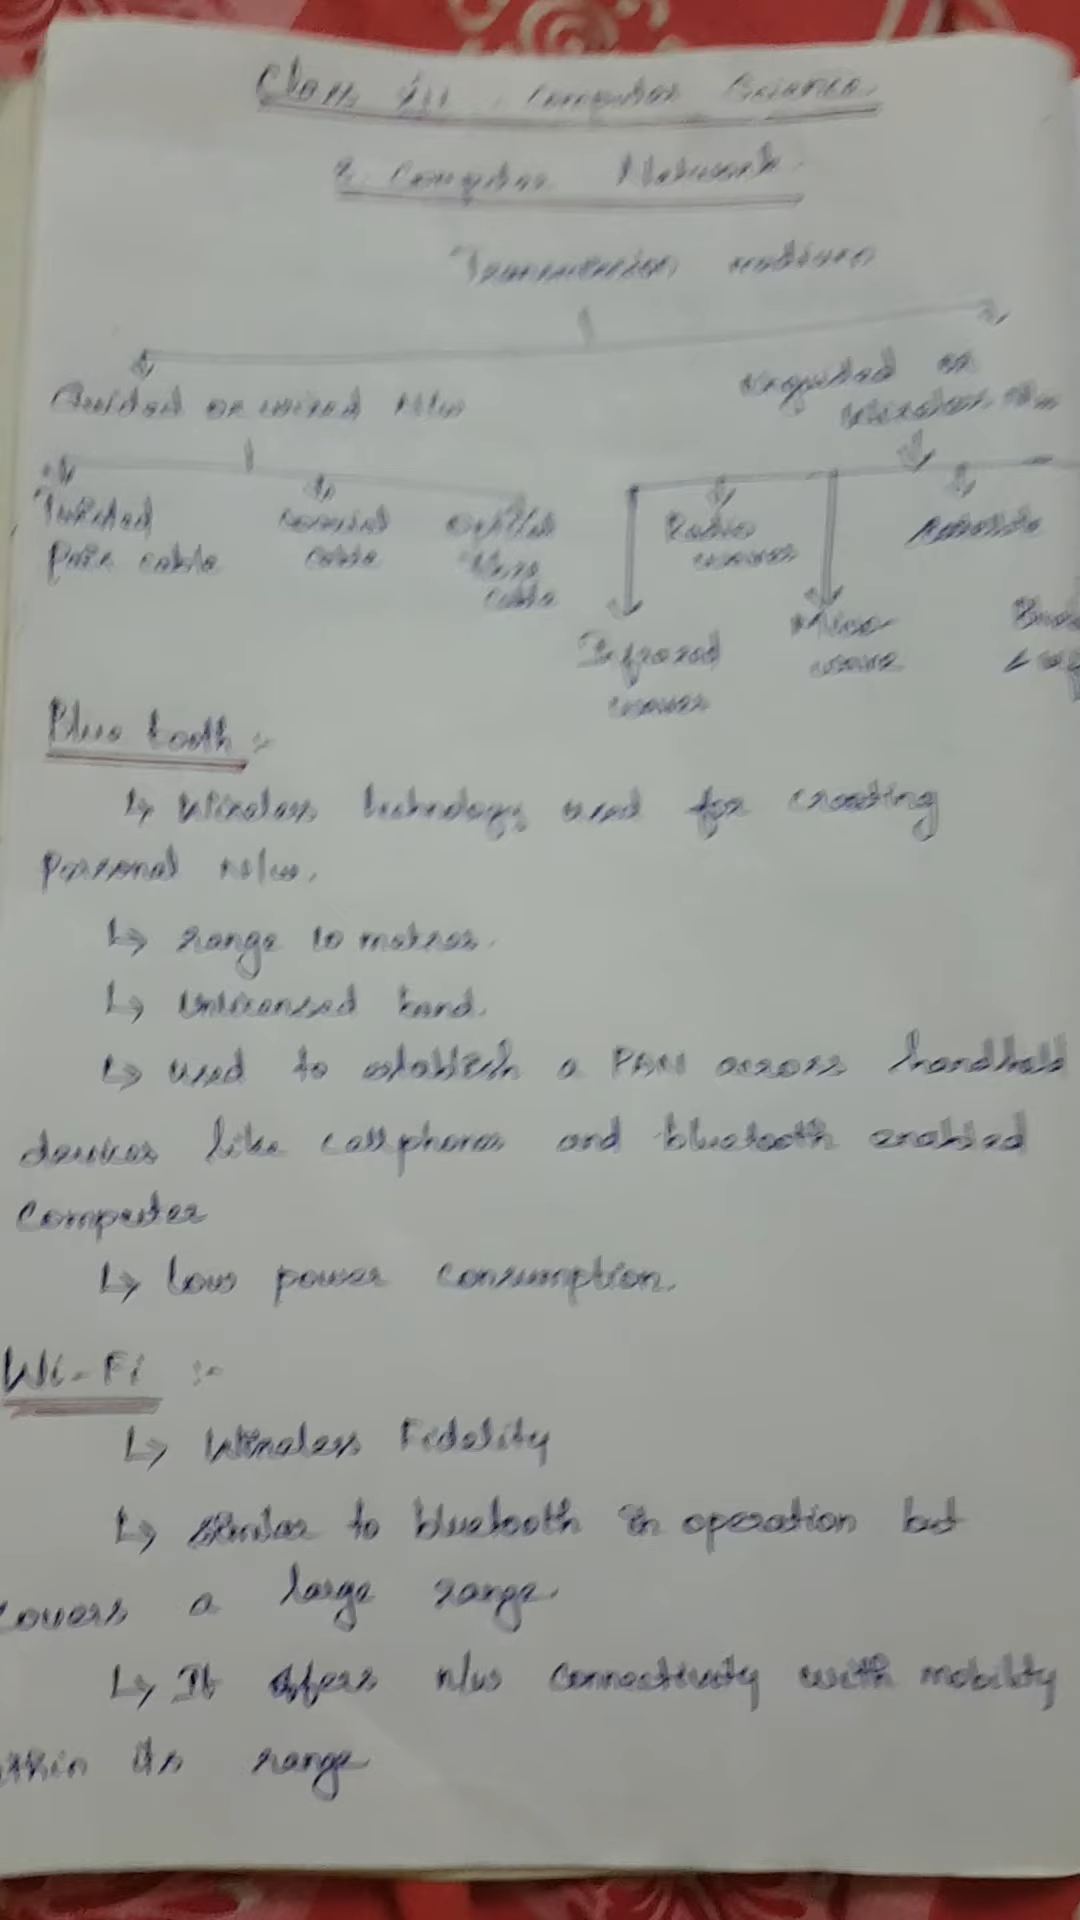 Class XII Computer Science.
2. Computer Network
Transmission medium
Guided or wired N/w
Unguided or
Wireless N/w
Twisted
pair cable
coaxial
cable
optical
fibre
cable
Radio
waves
Satellite
Infrared
waves
Micro-
wave
Blue tooth :-
↳ Wireless technology used for creating
Personal n/w.
↳ range 10 metres.
↳ Unlicensed band.
↳ used to establish a PAN across handheld
devices like cell phones and bluetooth enabled
Computer
↳ Low power consumption.
Wi-Fi :-
↳ Wireless Fidelity
↳ similar to bluetooth in operation but
covers a large range.
↳ It offers n/w connectivity with mobility
within its range